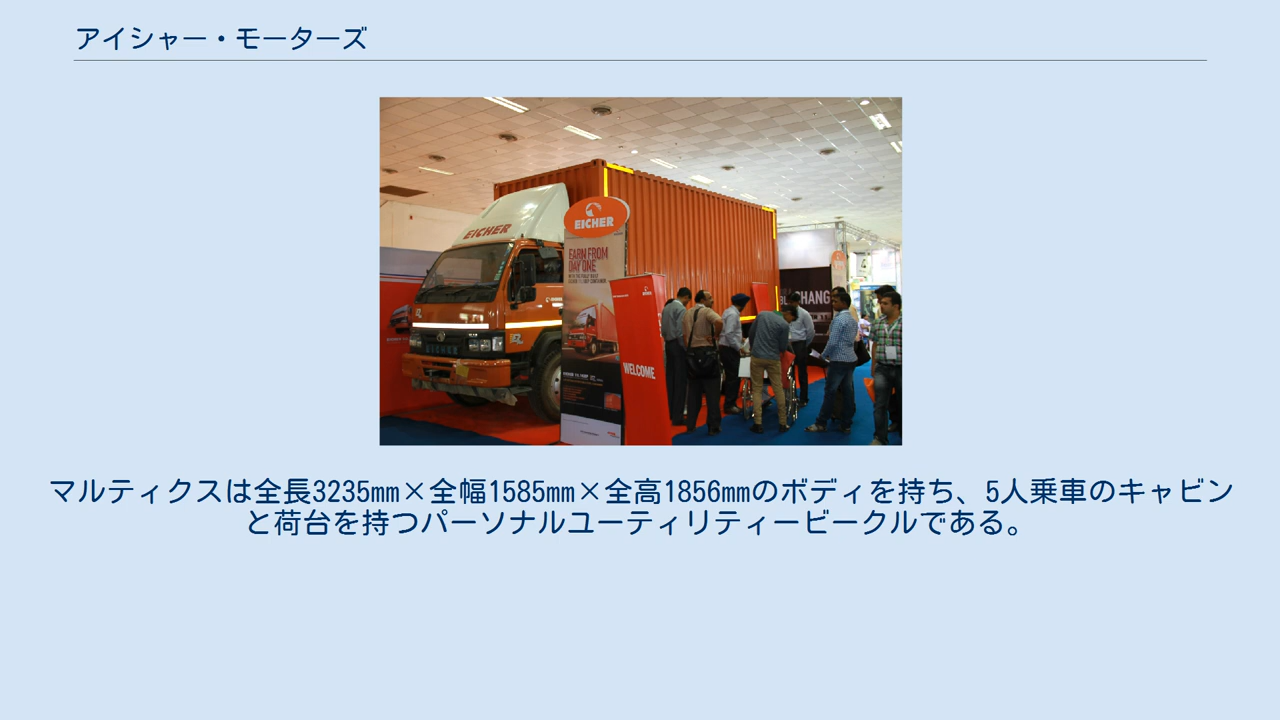 アイシャー・モーターズ
EICHER
EICHER
EARN FROM
DAY ONE
WELCOME
CHANG
マルティクスは全長3235mm×全幅1585mm×全高1856mmのボディを持ち、5人乗車のキャビン
と荷台を持つパーソナルユーティリティービークルである。